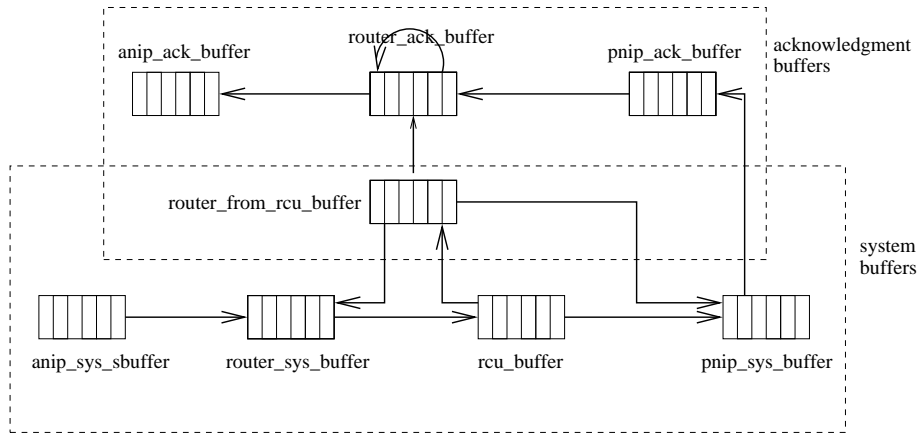 router_ack_buffer
anip_ack_buffer
pnip_ack_buffer
acknowledgment
buffers
router_from_rcu_buffer
system
buffers
anip_sys_sbuffer
router_sys_buffer
rcu_buffer
pnip_sys_buffer